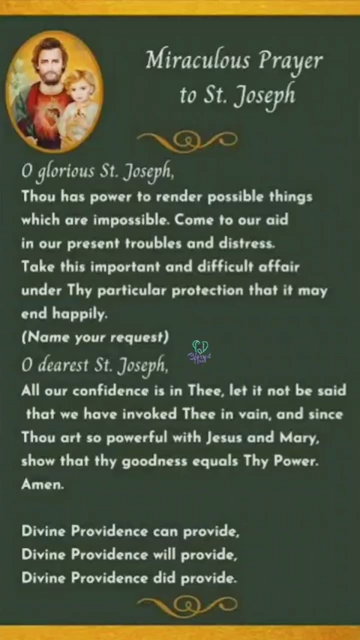 Miraculous Prayer
to St. Joseph
O glorious St. Joseph,
Thou has power to render possible things
which are impossible. Come to our aid
in our present troubles and distress.
Take this important and difficult affair
under Thy particular protection that it may
end happily.
(Name your request)
O dearest St. Joseph,
All our confidence is in Thee, let it not be said
that we have invoked Thee in vain, and since
Thou art so powerful with Jesus and Mary,
show that thy goodness equals Thy Power.
Amen.
Divine Providence can provide,
Divine Providence will provide,
Divine Providence did provide.